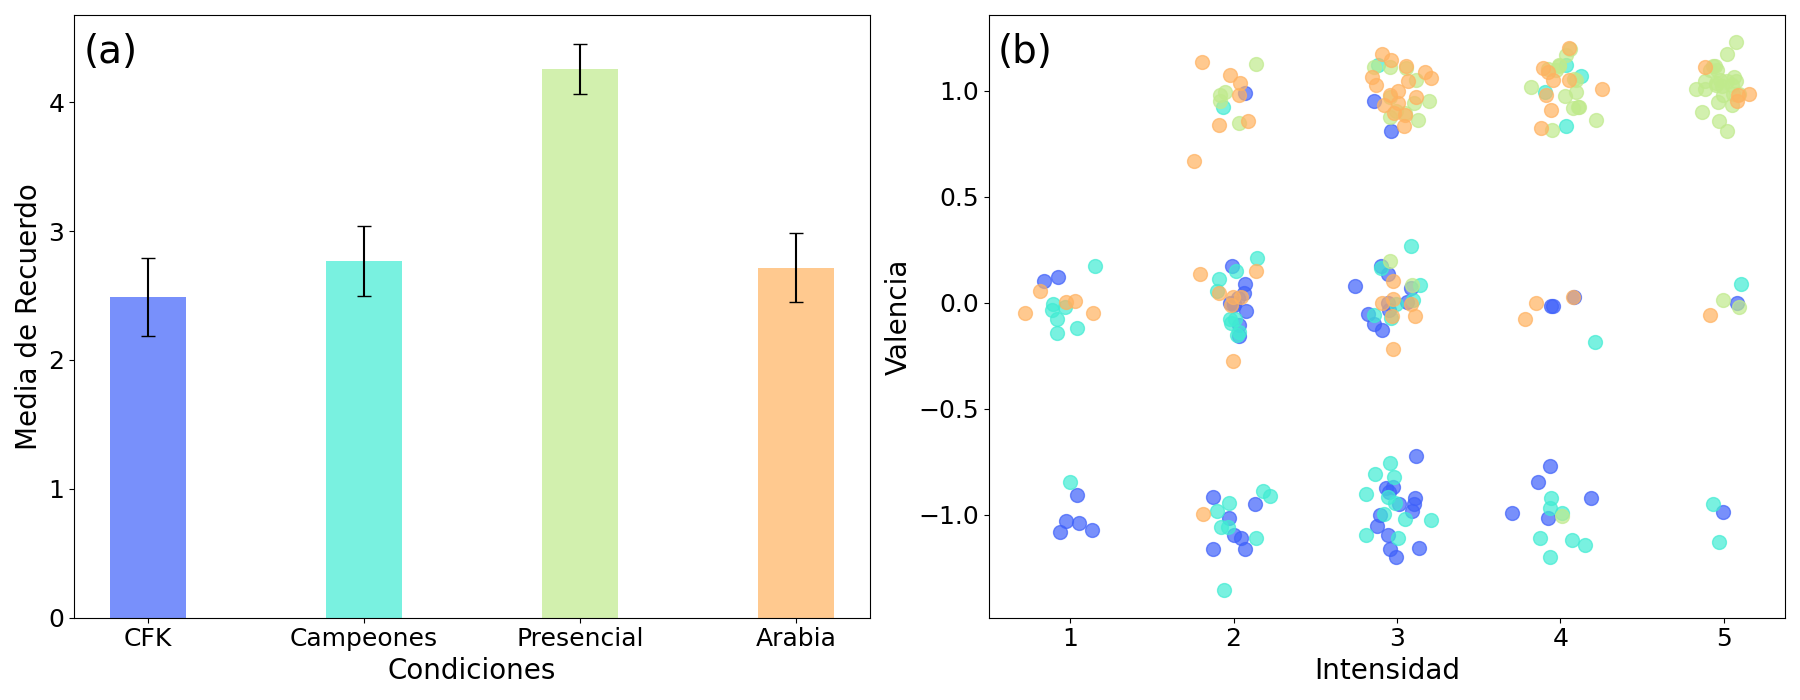 (a)
4
3
2
1
0
Media de Recuerdo
CFK
Campeones
Presencial
Arabia
Condiciones
(b)
1.0
0.5
0.0
−0.5
−1.0
Valencia
1
2
3
4
5
Intensidad